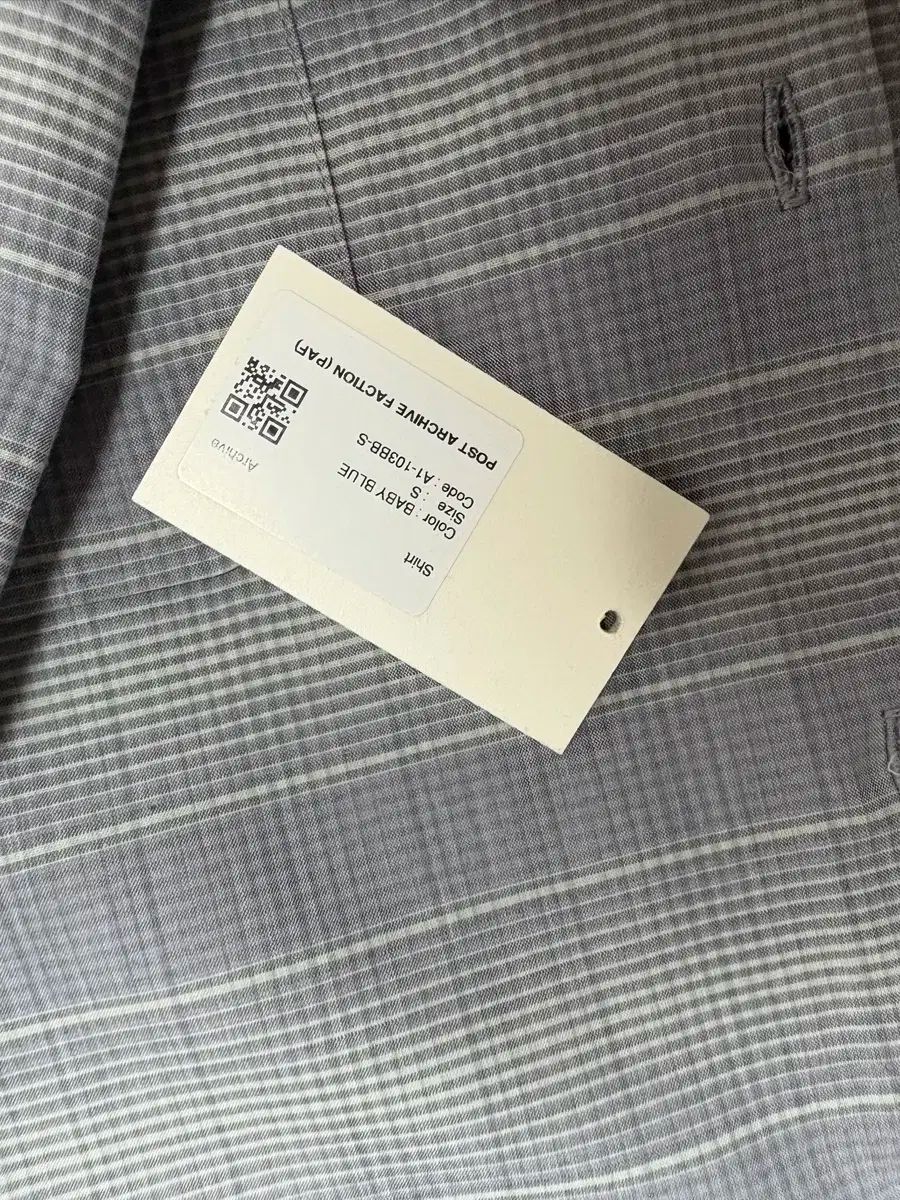 Shirt
Color : BABY BLUE
Size : S
Code : A1-103BB-S
POST ARCHIVE FACTION (PAF)
Archive